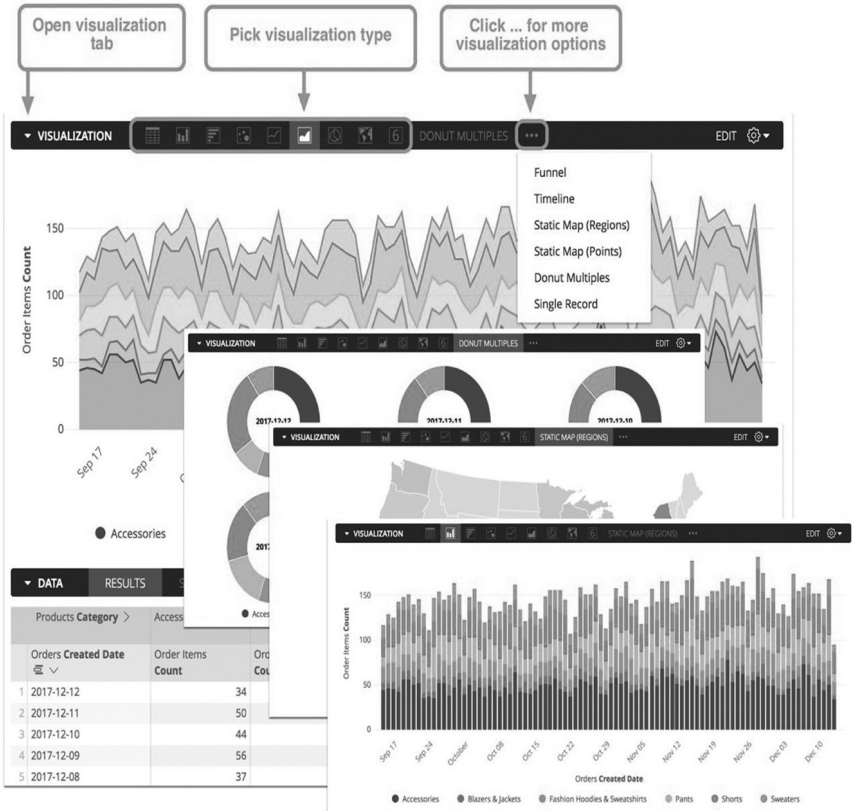 Open visualization
tab
Pick visualization type
Click ... for more
visualization options
VISUALIZATION
6
DONUT MULTIPLES
...
EDIT
Funnel
Timeline
Static Map (Regions)
Static Map (Points)
Donut Multiples
Single Record
Order Items Count
150
100
50
0
Sep 17
Sep 24
Accessories
VISUALIZATION
6
DONUT MULTIPLES
...
EDIT
2017-12-12
2017-12-11
2017-12-10
VISUALIZATION
6
STATIC MAP (REGIONS)
...
EDIT
DATA
RESULTS
Products Category
Orders Created Date
Order Items
Count
1 2017-12-12 34
2 2017-12-11 50
3 2017-12-10 44
4 2017-12-09 56
5 2017-12-08 37
VISUALIZATION
6
STATIC MAP (REGIONS)
...
EDIT
Order Items Count
150
100
50
0
Sep 17
Sep 24
October
Oct 08
Oct 15
Oct 22
Oct 29
Nov 05
Nov 12
Nov 19
Nov 26
Dec 03
Dec 10
Orders Created Date
Accessories
Blazers & Jackets
Fashion Hoodies & Sweatshirts
Pants
Shorts
Sweaters